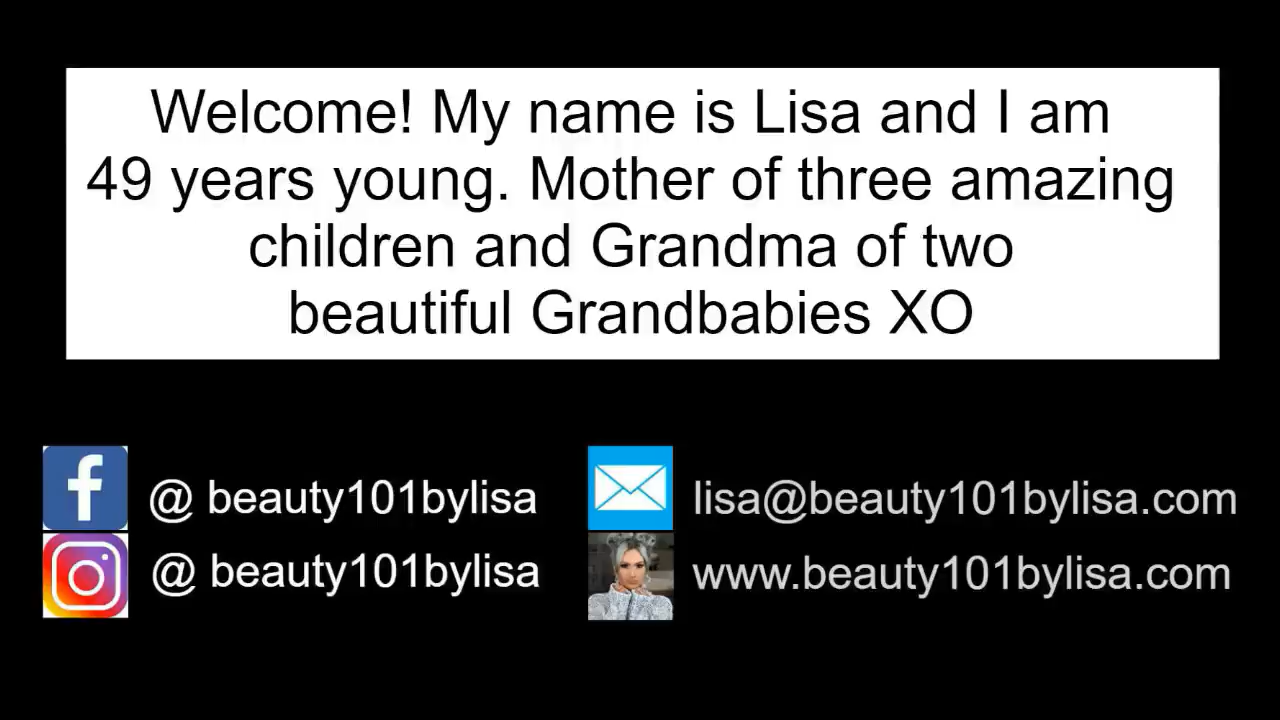 Welcome! My name is Lisa and I am
49 years young. Mother of three amazing
children and Grandma of two
beautiful Grandbabies XO
@ beauty101bylisa
lisa@beauty101bylisa.com
@ beauty101bylisa
www.beauty101bylisa.com